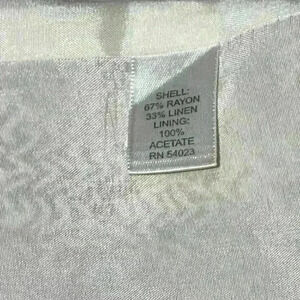 SHELL:
67% RAYON
33% LINEN
LINING:
100%
ACETATE
RN 54023